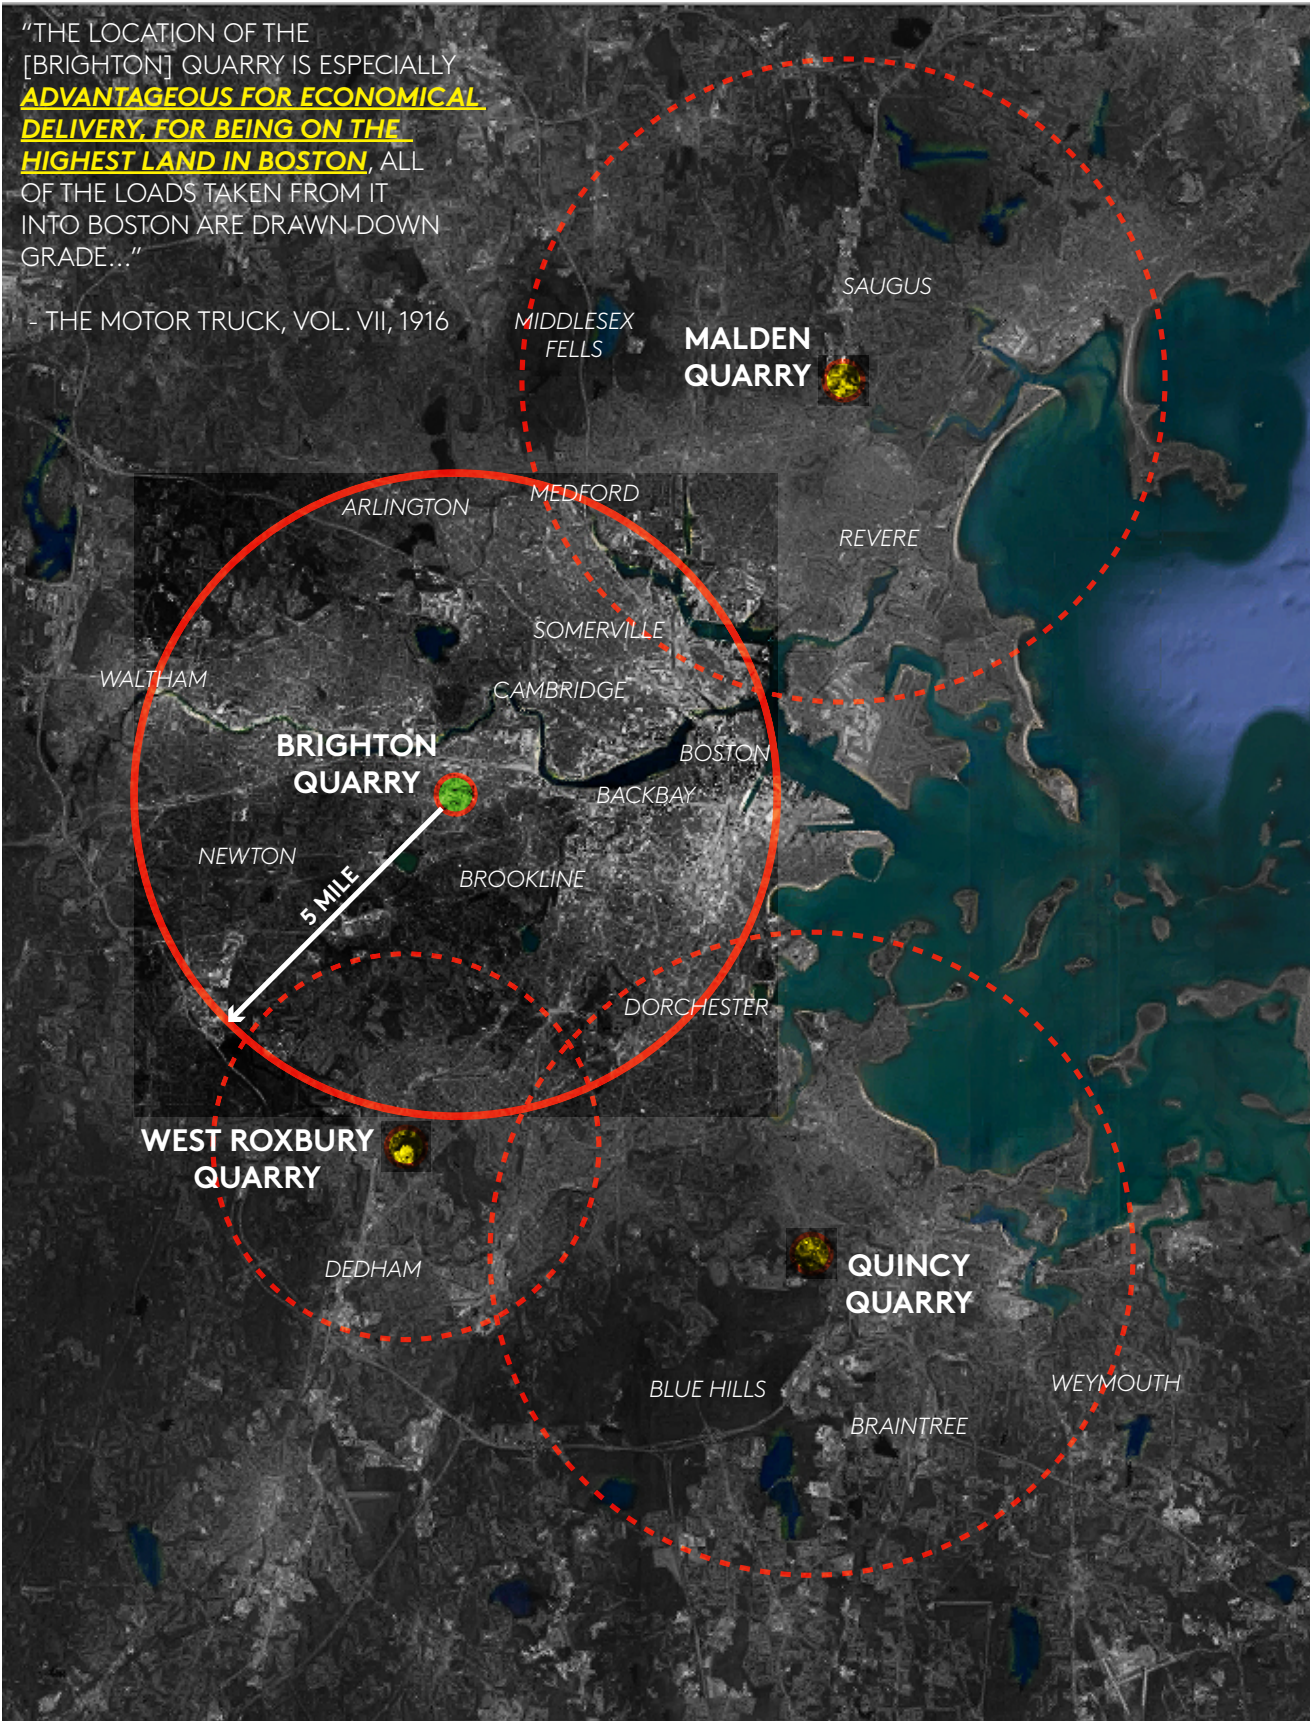 “THE LOCATION OF THE
[BRIGHTON] QUARRY IS ESPECIALLY
ADVANTAGEOUS FOR ECONOMICAL
DELIVERY, FOR BEING ON THE
HIGHEST LAND IN BOSTON, ALL
OF THE LOADS TAKEN FROM IT
INTO BOSTON ARE DRAWN DOWN
GRADE...”
- THE MOTOR TRUCK, VOL. VII, 1916
SAUGUS
MIDDLESEX
FELLS
MALDEN
QUARRY
MEDFORD
ARLINGTON
REVERE
SOMERVILLE
WALTHAM
CAMBRIDGE
BRIGHTON
QUARRY
BOSTON
BACKBAY
NEWTON
BROOKLINE
5 MILE
DORCHESTER
WEST ROXBURY
QUARRY
DEDHAM
QUINCY
QUARRY
BLUE HILLS
WEYMOUTH
BRAINTREE